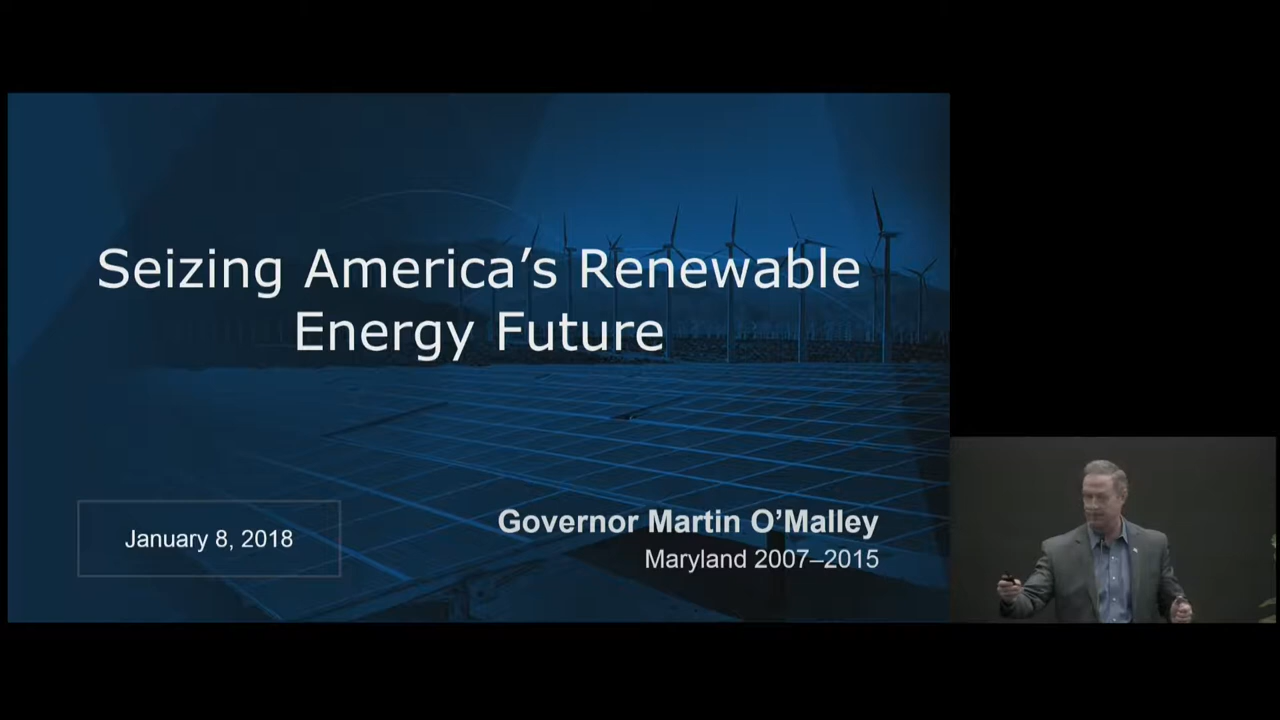 Seizing America’s Renewable
Energy Future
January 8, 2018
Governor Martin O’Malley
Maryland 2007–2015